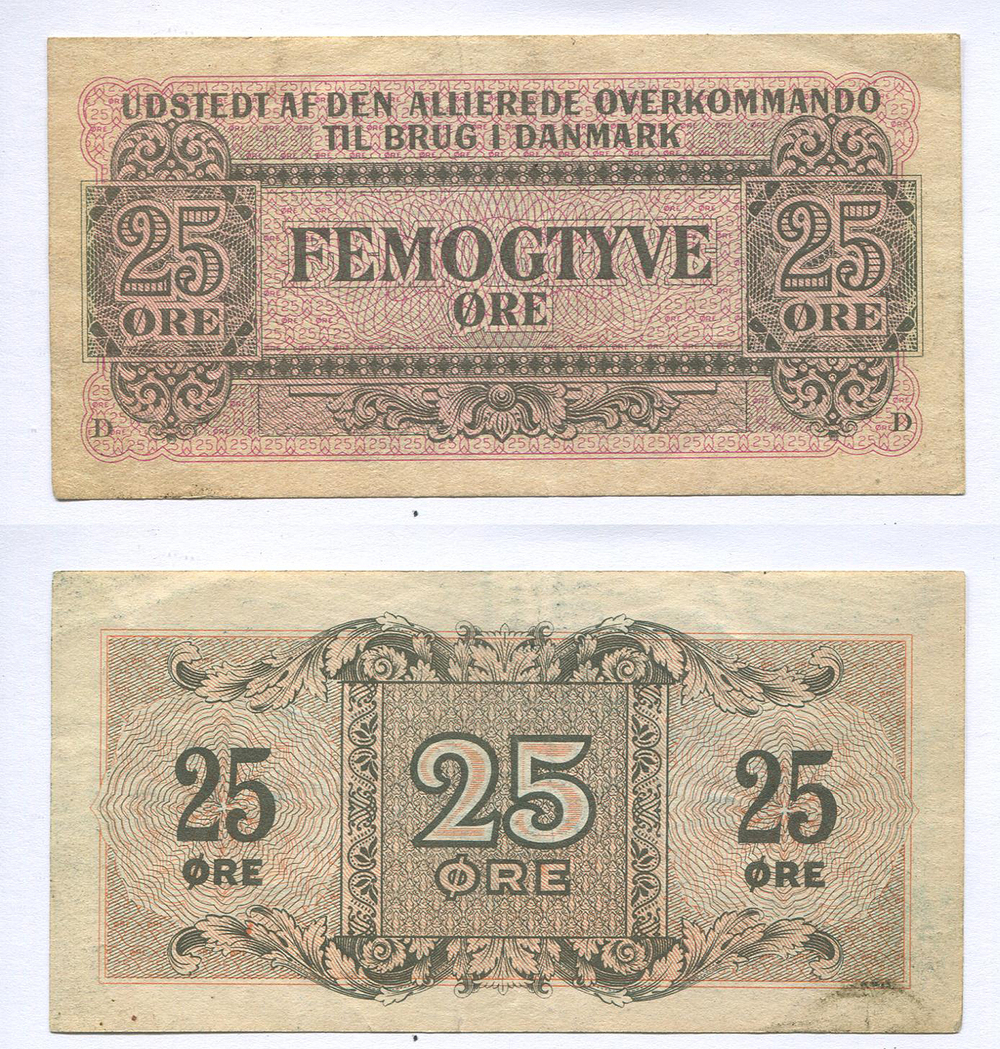 UDSTEDT AF DEN ALLIEREDE OVERKOMMANDO
TIL BRUG I DANMARK
25
ØRE
FEMOGTYVE
ØRE
25
ØRE
D
D
25
ØRE
25
ØRE
25
ØRE